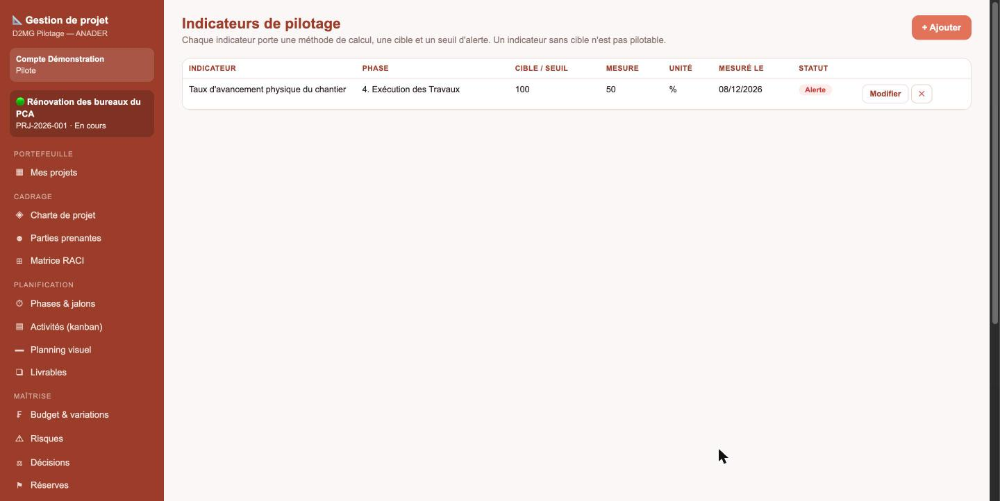 Gestion de projet
D2MG Pilotage — ANADER
Compte Démonstration
Pilote
Rénovation des bureaux du
PCA
PRJ-2026-001 · En cours
PORTEFEUILLE
Mes projets
CADRAGE
Charte de projet
Parties prenantes
Matrice RACI
PLANIFICATION
Phases & jalons
Activités (kanban)
Planning visuel
Livrables
MAÎTRISE
Budget & variations
Risques
Décisions
Réserves
Indicateurs de pilotage
Chaque indicateur porte une méthode de calcul, une cible et un seuil d'alerte. Un indicateur sans cible n'est pas pilotable.
+ Ajouter
INDICATEUR PHASE CIBLE / SEUIL MESURE UNITÉ MESURÉ LE STATUT
Taux d'avancement physique du chantier 4. Exécution des Travaux 100 50 % 08/12/2026 Alerte Modifier ✕